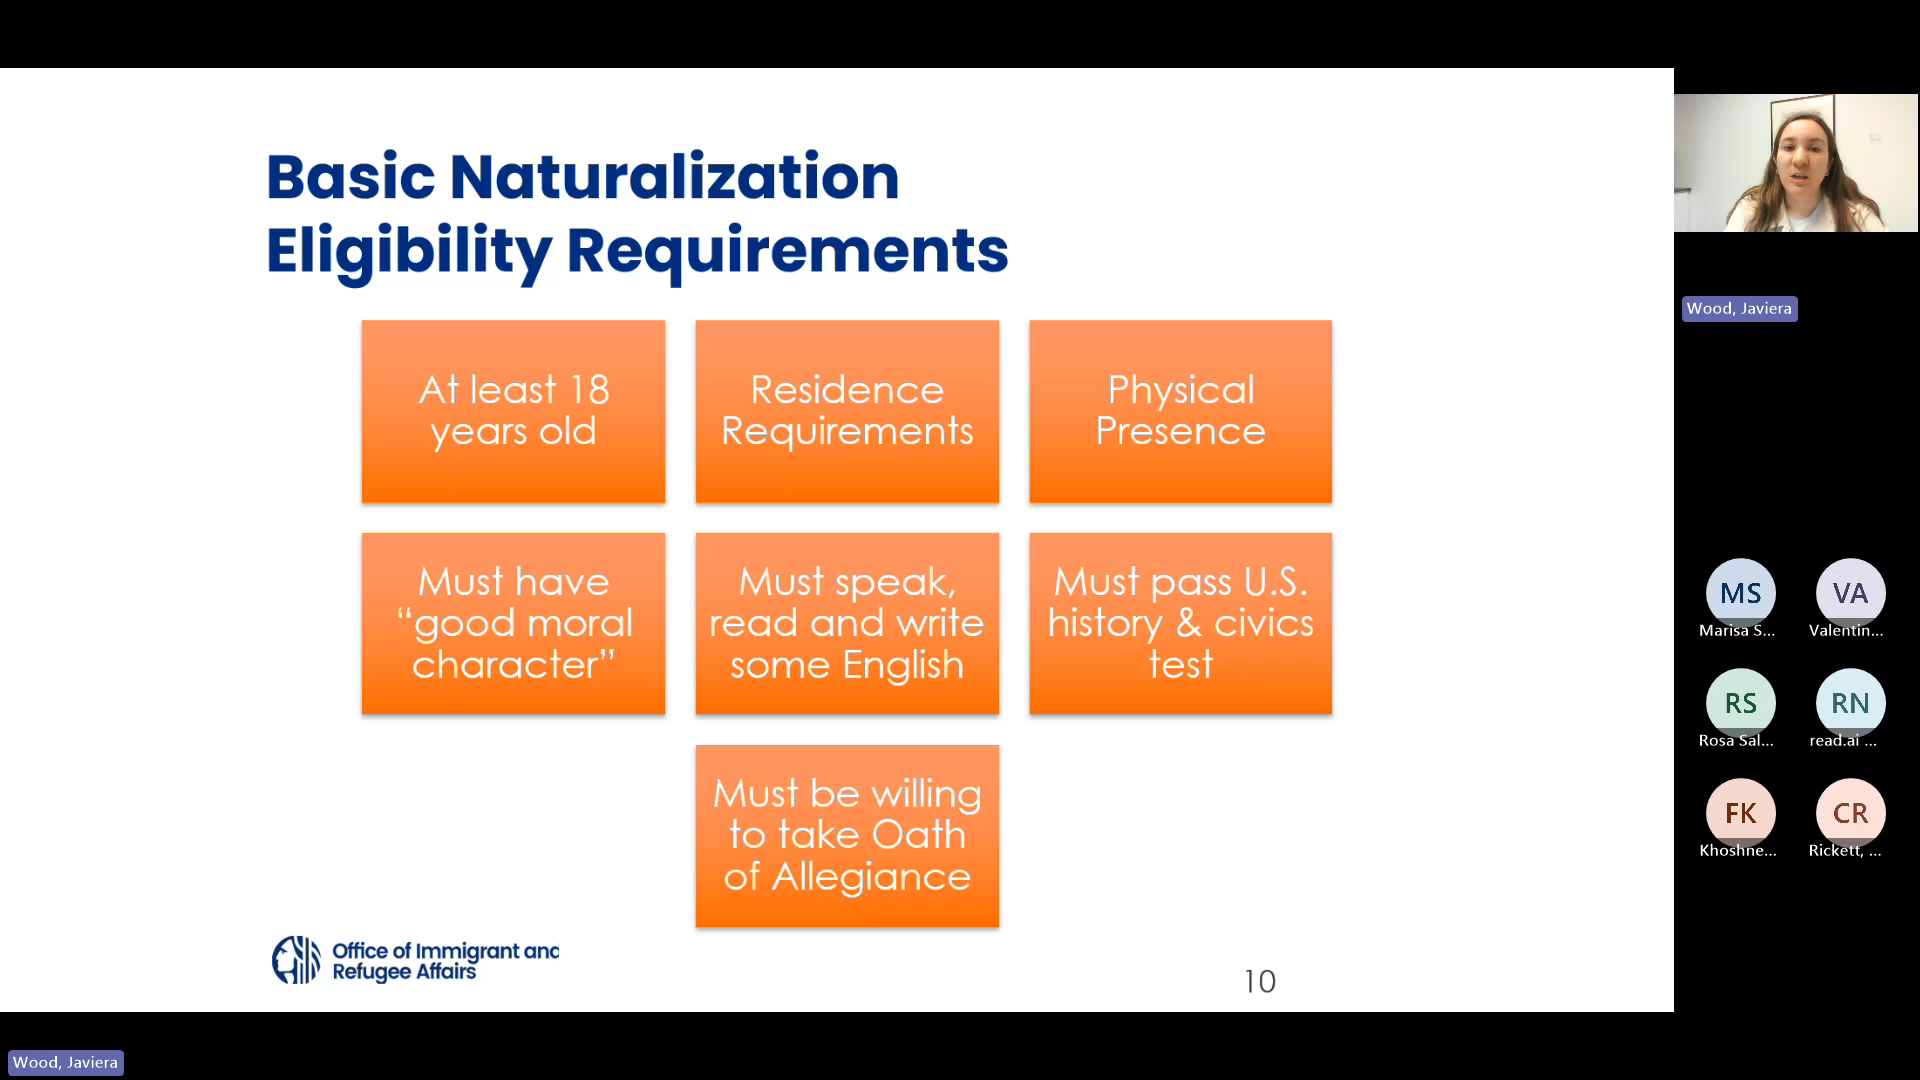 Basic Naturalization
Eligibility Requirements
At least 18
years old
Residence
Requirements
Physical
Presence
Must have
“good moral
character”
Must speak,
read and write
some English
Must pass U.S.
history & civics
test
Must be willing
to take Oath
of Allegiance
Office of Immigrant and
Refugee Affairs
10
Wood, Javiera
MS
Marisa S...
VA
Valentin...
RS
Rosa Sal...
RN
read.ai ...
FK
Khoshne...
CR
Rickett, ...
Wood, Javiera